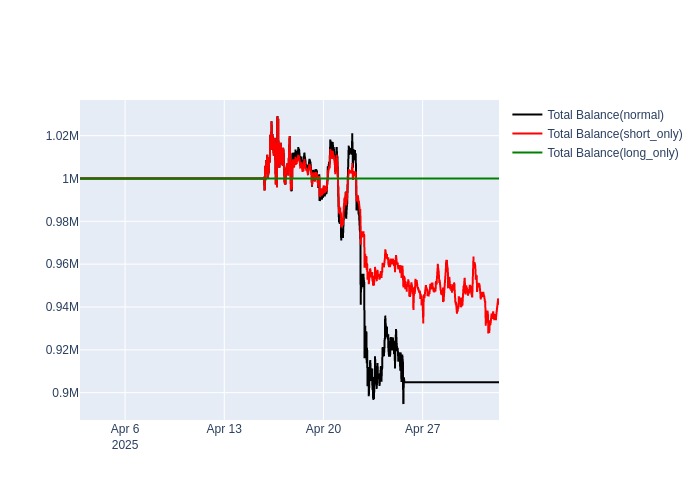 Total Balance(normal)
Total Balance(short_only)
Total Balance(long_only)
1.02M
1M
0.98M
0.96M
0.94M
0.92M
0.9M
Apr 6
2025
Apr 13
Apr 20
Apr 27